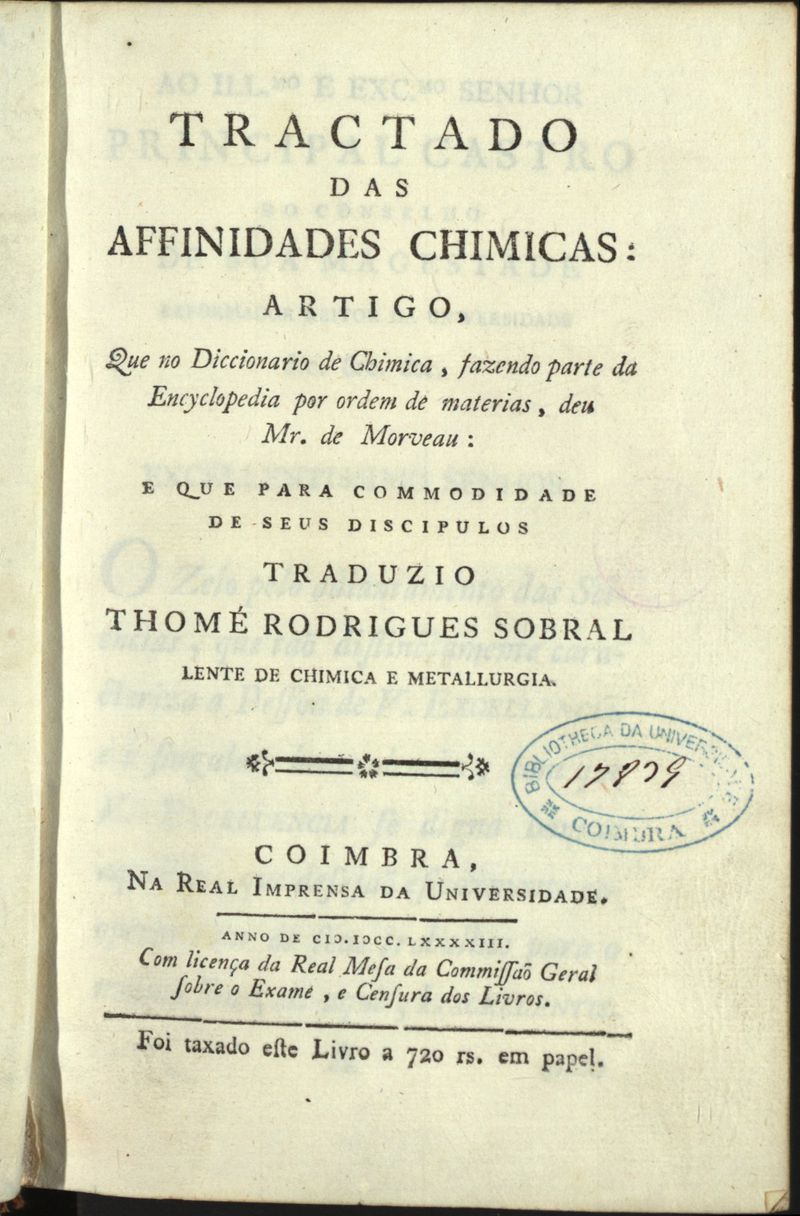 TRACTADO
DAS
AFFINIDADES CHIMICAS:
ARTIGO,
Que no Diccionario de Chimica, fazendo parte da
Encyclopedia por ordem de materias, deu
Mr. de Morveau:
E QUE PARA COMMODIDADE
DE SEUS DISCIPULOS
TRADUZIO
THOMÉ RODRIGUES SOBRAL
LENTE DE CHIMICA E METALLURGIA.
BIBLIOTHECA DA UNIVERSIDADE
17839
COIMBRA
COIMBRA,
NA REAL IMPRENSA DA UNIVERSIDADE.
ANNO DE CIↃ.IↃCC.LXXXXIII.
Com licença da Real Meſa da Commiſſaõ Geral
ſobre o Exame, e Cenſura dos Livros.
Foi taxado eſte Livro a 720 rs. em papel.